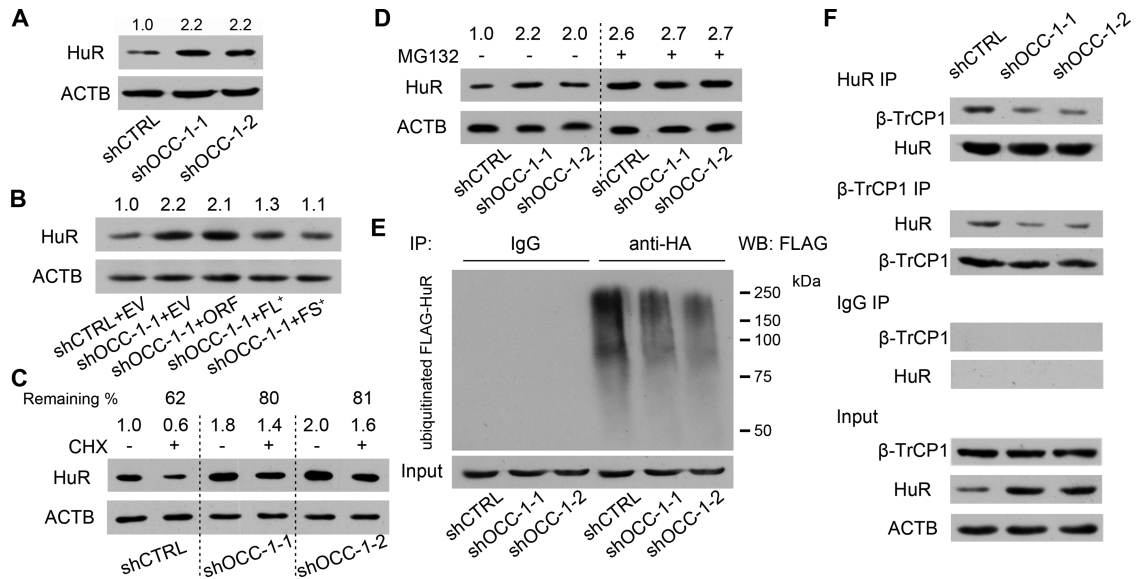 A
1.0 2.2 2.2
HuR
ACTB
shCTRL
shOCC-1-1
shOCC-1-2
B
1.0 2.2 2.1 1.3 1.1
HuR
ACTB
shCTRL+EV
shOCC-1-1+EV
shOCC-1-1+ORF
shOCC-1-1+FL+
shOCC-1-1+FS+
C
Remaining % 62 80 81
1.0 0.6 1.8 1.4 2.0 1.6
CHX - + - + - +
HuR
ACTB
shCTRL
shOCC-1-1
shOCC-1-2
D
1.0 2.2 2.0 2.6 2.7 2.7
MG132 - - - + + +
HuR
ACTB
shCTRL
shOCC-1-1
shOCC-1-2
shCTRL
shOCC-1-1
shOCC-1-2
E
IP: IgG anti-HA WB: FLAG
kDa
250
150
100
75
50
ubiquitinated FLAG-HuR
Input
shCTRL
shOCC-1-1
shOCC-1-2
shCTRL
shOCC-1-1
shOCC-1-2
F
shCTRL
shOCC-1-1
shOCC-1-2
HuR IP
β-TrCP1
HuR
β-TrCP1 IP
HuR
β-TrCP1
IgG IP
β-TrCP1
HuR
Input
β-TrCP1
HuR
ACTB